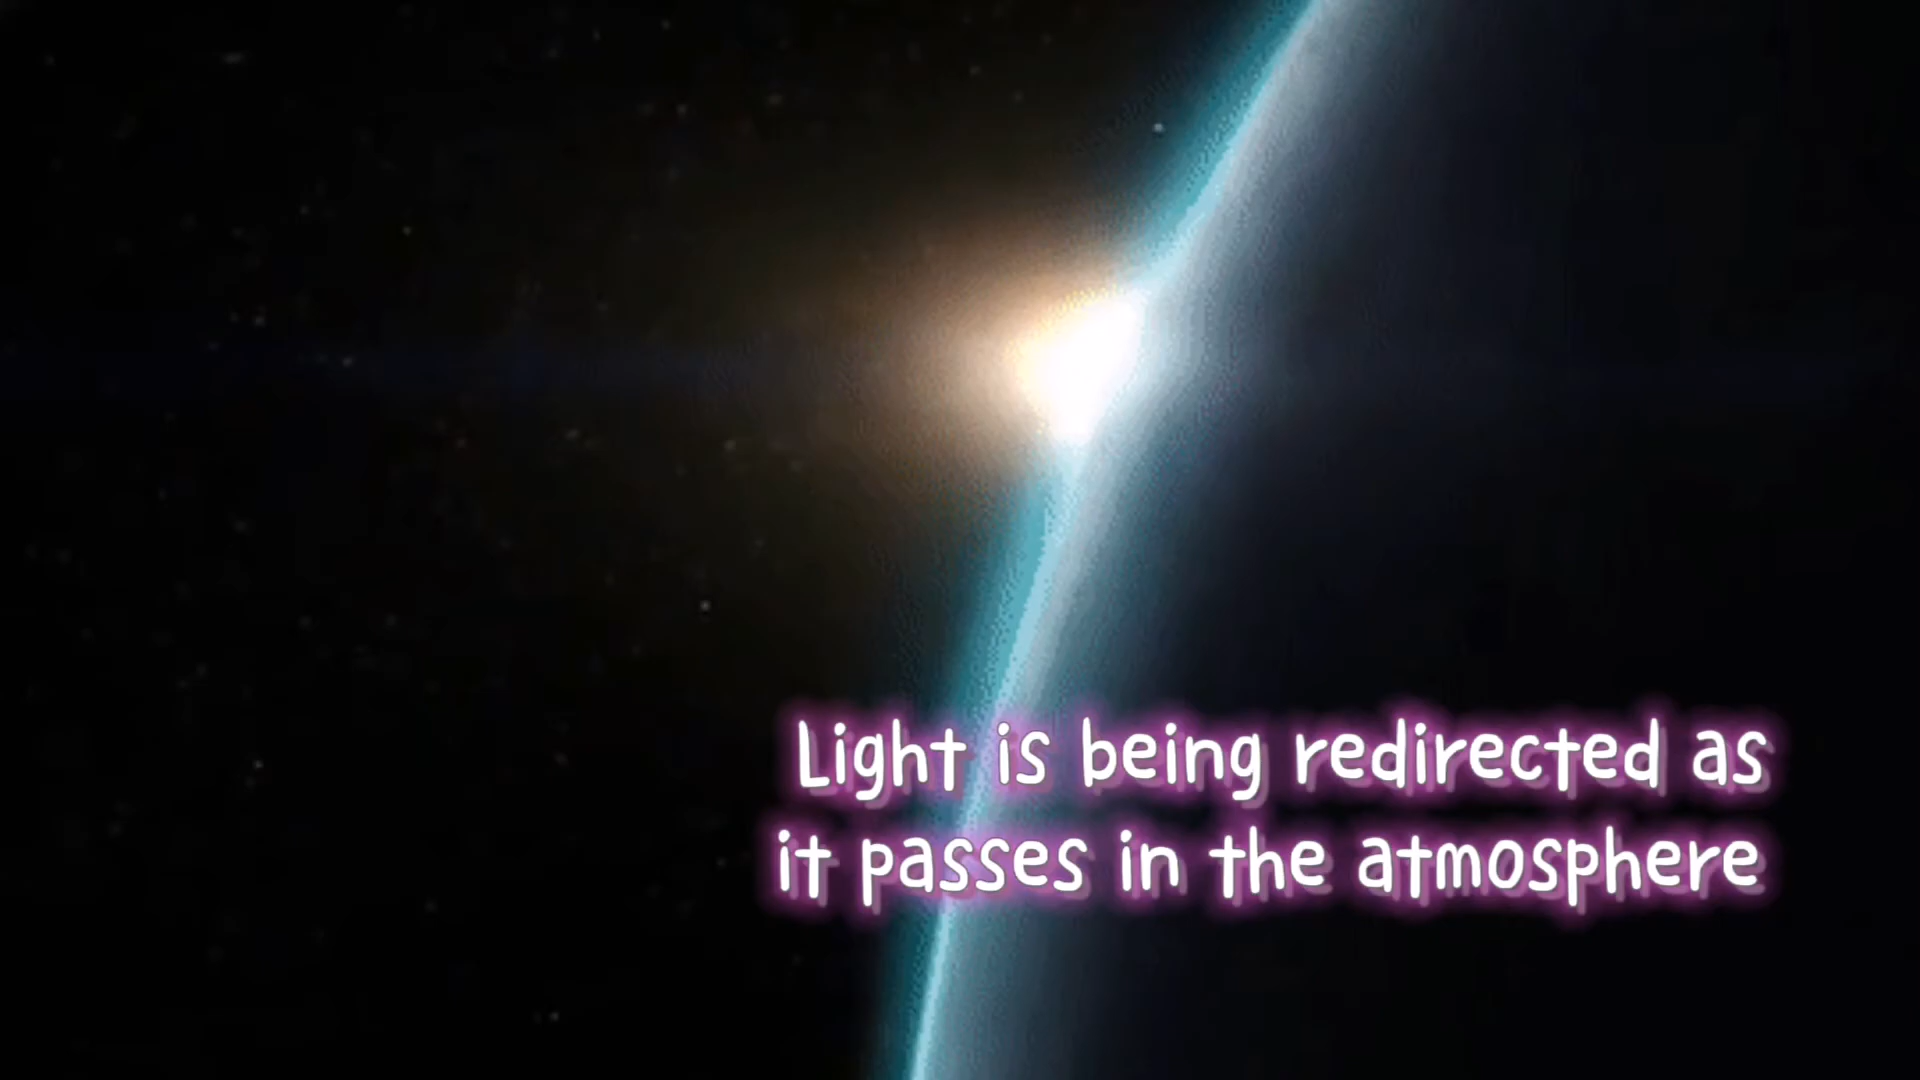 Light is being redirected as
it passes in the atmosphere